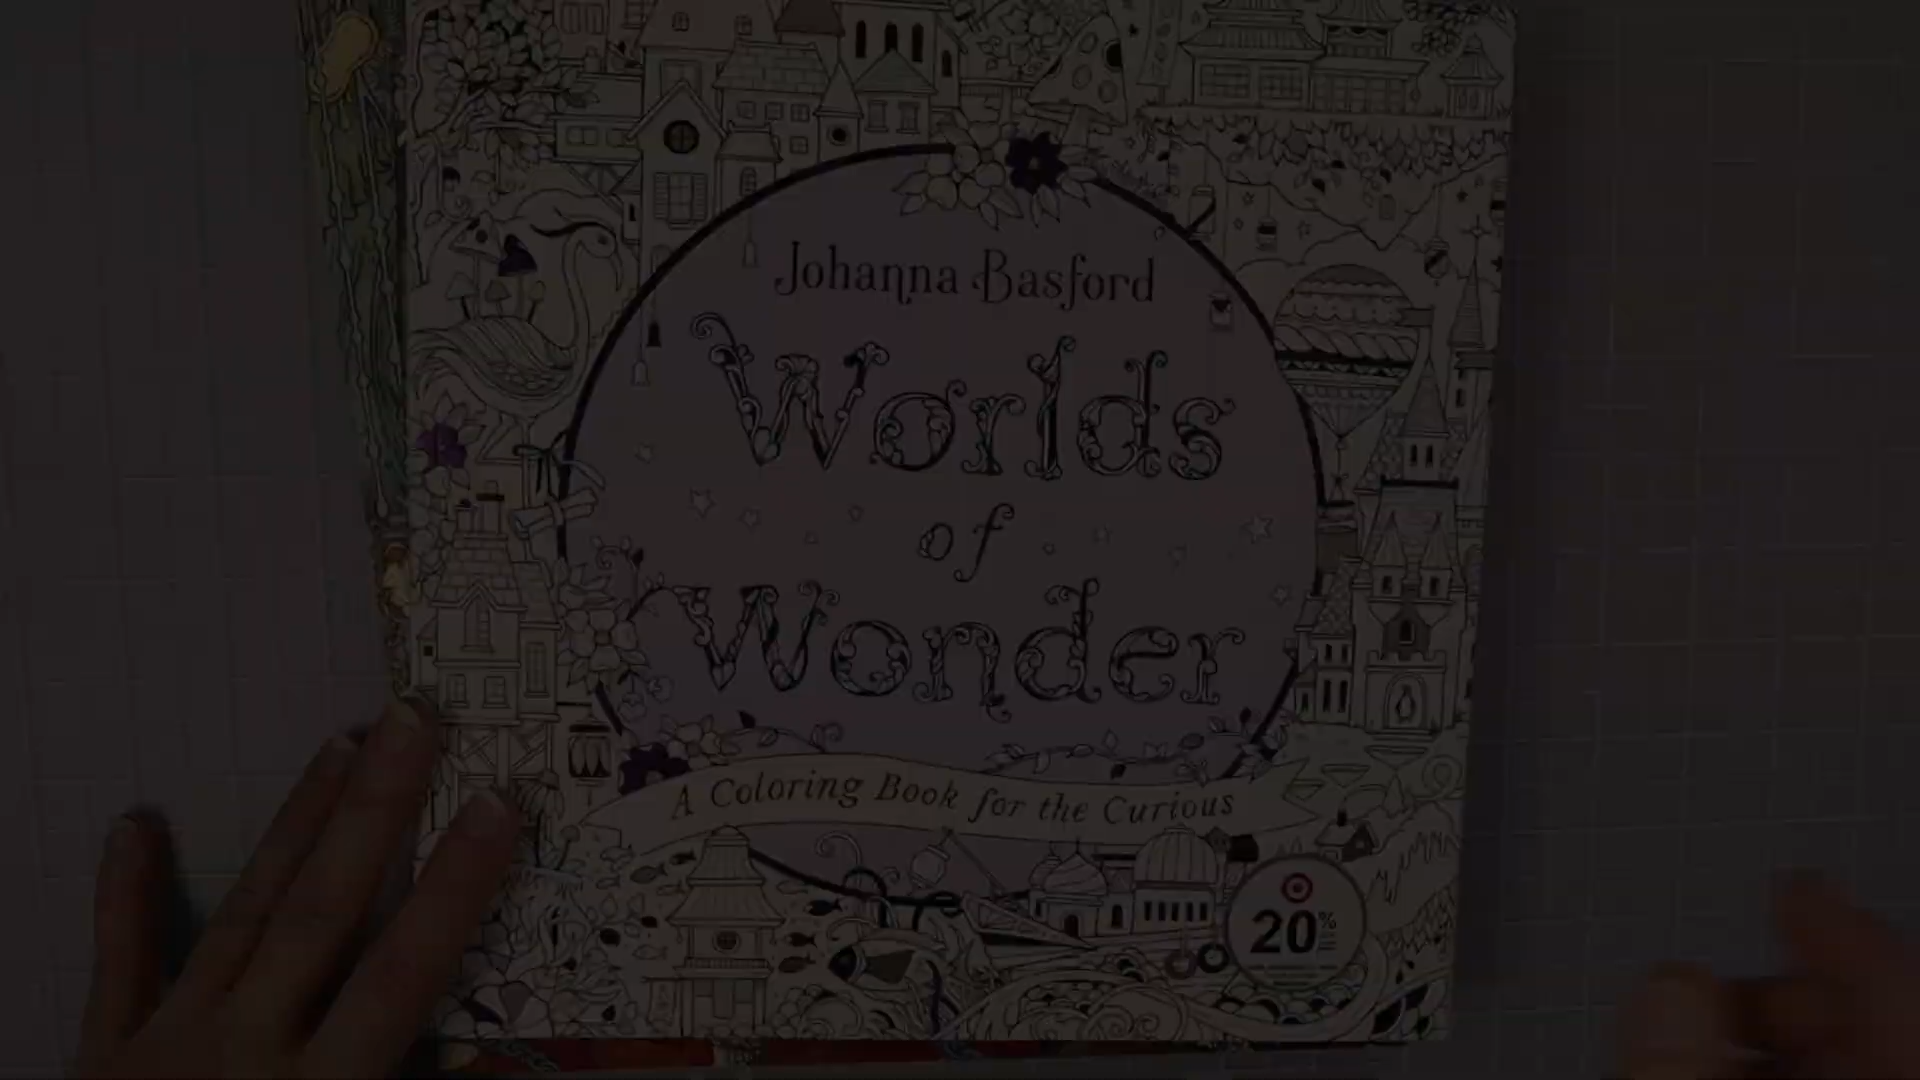 Johanna Basford
Worlds
of
Wonder
A Coloring Book for the Curious
20%